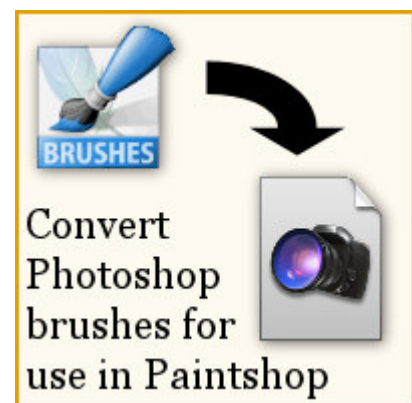 BRUSHES
Convert
Photoshop
brushes for
use in Paintshop